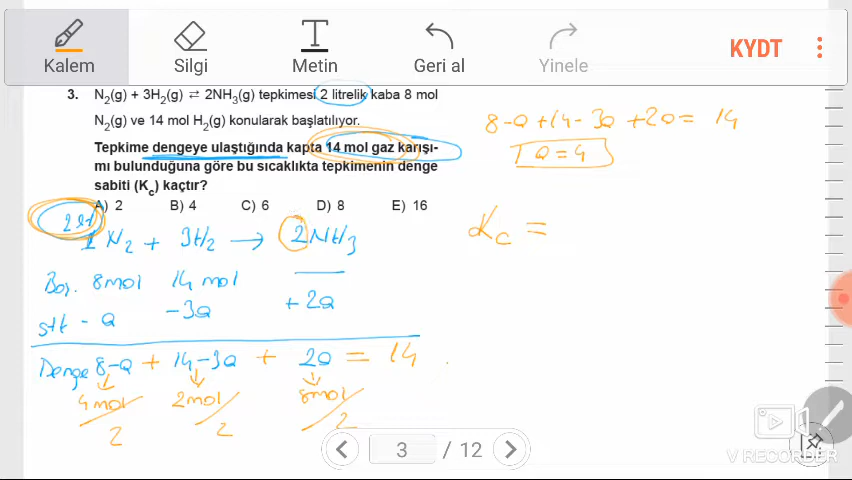 Kalem Silgi Metin Geri al Yinele KYDT
3. N₂(g) + 3H₂(g) ⇄ 2NH₃(g) tepkimesi 2 litrelik kaba 8 mol
N₂(g) ve 14 mol H₂(g) konularak başlatılıyor.
Tepkime dengeye ulaştığında kapta 14 mol gaz karışı-
mı bulunduğuna göre bu sıcaklıkta tepkimenin denge
sabiti (K꜀) kaçtır?
A) 2 B) 4 C) 6 D) 8 E) 16
8-a+14-3a+2a=14
a=4
2 lt
1N₂ + 3H₂ → 2NH₃
Kc =
Baş. 8mol 14 mol —
-a -3a +2a
Denge 8-a + 14-3a + 2a = 14
4mol/2 2mol/2 8mol/2
3 / 12
V RECORDER